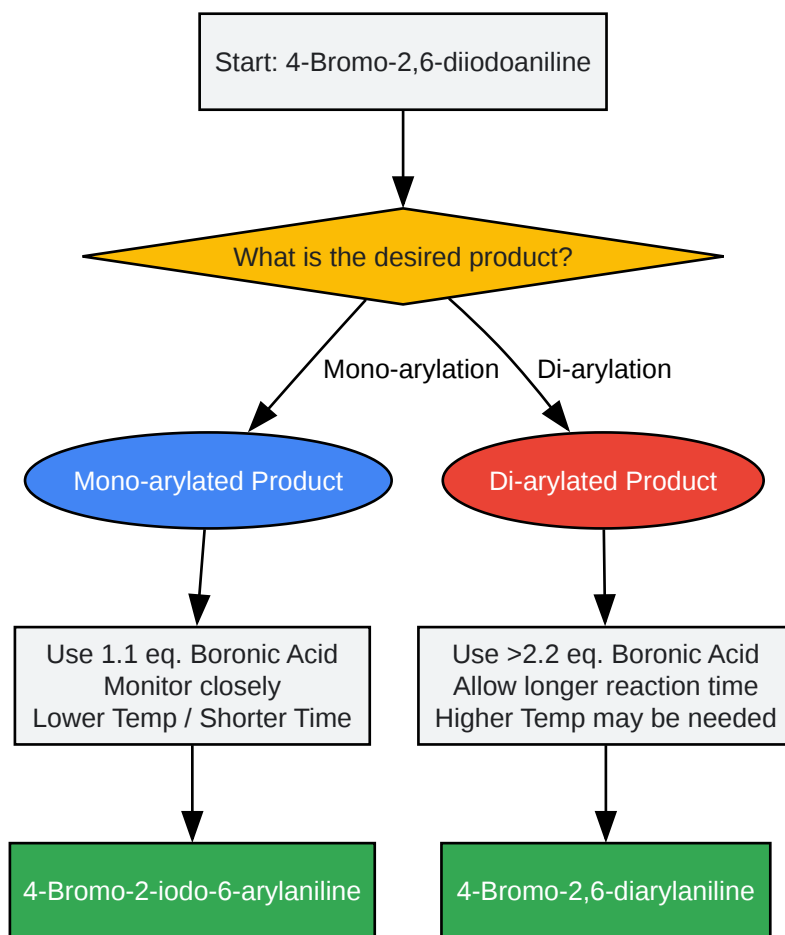 Start: 4-Bromo-2,6-diiodoaniline
What is the desired product?
Mono-arylation
Di-arylation
Mono-arylated Product
Di-arylated Product
Use 1.1 eq. Boronic Acid
Monitor closely
Lower Temp / Shorter Time
Use >2.2 eq. Boronic Acid
Allow longer reaction time
Higher Temp may be needed
4-Bromo-2-iodo-6-arylaniline
4-Bromo-2,6-diarylaniline